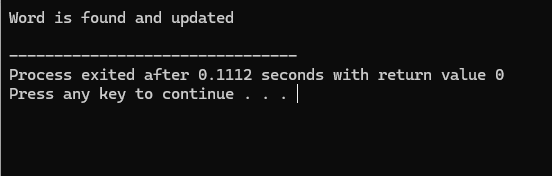 Word is found and updated
--------------------------------
Process exited after 0.1112 seconds with return value 0
Press any key to continue . . .